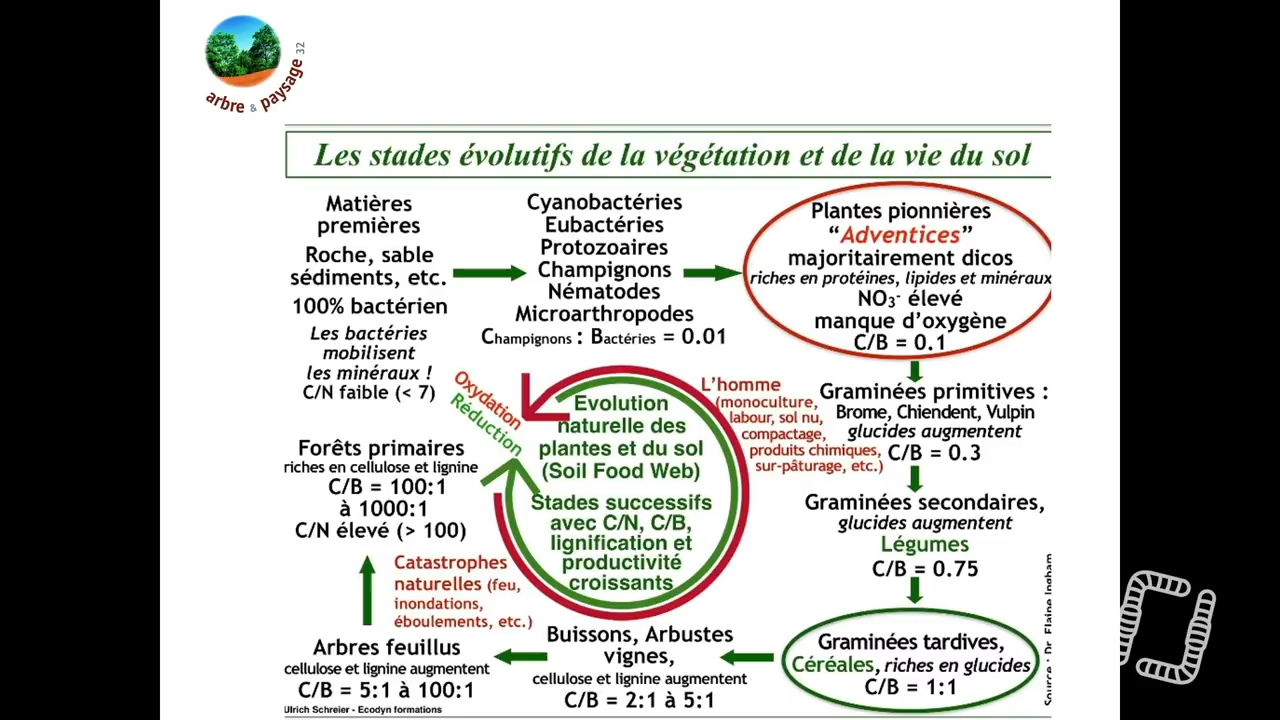 arbre & paysage 32
Les stades évolutifs de la végétation et de la vie du sol
Matières
premières
Roche, sable
sédiments, etc.
100% bactérien
Les bactéries
mobilisent
les minéraux !
C/N faible (< 7)
Cyanobactéries
Eubactéries
Protozoaires
Champignons
Nématodes
Microarthropodes
Champignons : Bactéries = 0.01
Plantes pionnières
“Adventices”
majoritairement dicos
riches en protéines, lipides et minéraux
NO₃⁻ élevé
manque d’oxygène
C/B = 0.1
Graminées primitives :
Brome, Chiendent, Vulpin
glucides augmentent
C/B = 0.3
Graminées secondaires,
glucides augmentent
Légumes
C/B = 0.75
Graminées tardives,
Céréales, riches en glucides
C/B = 1:1
Buissons, Arbustes
vignes,
cellulose et lignine augmentent
C/B = 2:1 à 5:1
Arbres feuillus
cellulose et lignine augmentent
C/B = 5:1 à 100:1
Forêts primaires
riches en cellulose et lignine
C/B = 100:1
à 1000:1
C/N élevé (> 100)
Catastrophes
naturelles (feu,
inondations,
éboulements, etc.)
Oxydation
Réduction
Evolution
naturelle des
plantes et du sol
(Soil Food Web)
Stades successifs
avec C/N, C/B,
lignification et
productivité
croissants
L’homme
(monoculture,
labour, sol nu,
compactage,
produits chimiques,
sur-pâturage, etc.)
Source : Dr. Elaine Ingham
Ulrich Schreier - Ecodyn formations